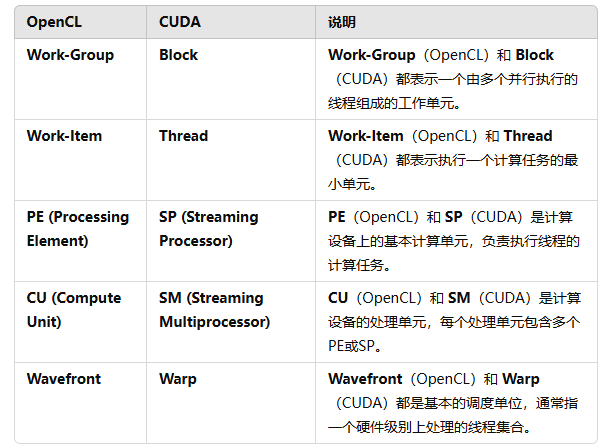 OpenCL CUDA 说明
Work-Group Block Work-Group（OpenCL）和 Block
（CUDA）都表示一个由多个并行执行的
线程组成的工作单元。
Work-Item Thread Work-Item（OpenCL）和 Thread
（CUDA）都表示执行一个计算任务的最
小单元。
PE (Processing SP (Streaming PE（OpenCL）和 SP（CUDA）是计算
Element) Processor) 设备上的基本计算单元，负责执行线程的
计算任务。
CU (Compute SM (Streaming CU（OpenCL）和 SM（CUDA）是计算
Unit) Multiprocessor) 设备的处理单元，每个处理单元包含多个
PE或SP。
Wavefront Warp Wavefront（OpenCL）和 Warp
（CUDA）都是基本的调度单位，通常指
一个硬件级别上处理的线程集合。